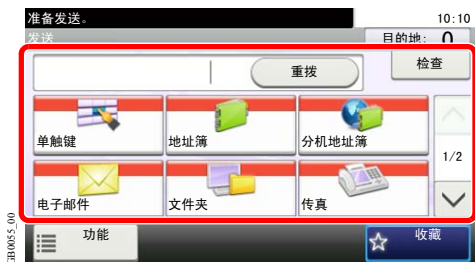 准备发送。
10:10
发送
目的地: 0
重拨
检查
单触键
地址簿
分机地址簿
1/2
电子邮件
文件夹
传真
功能
收藏
GB0055_00